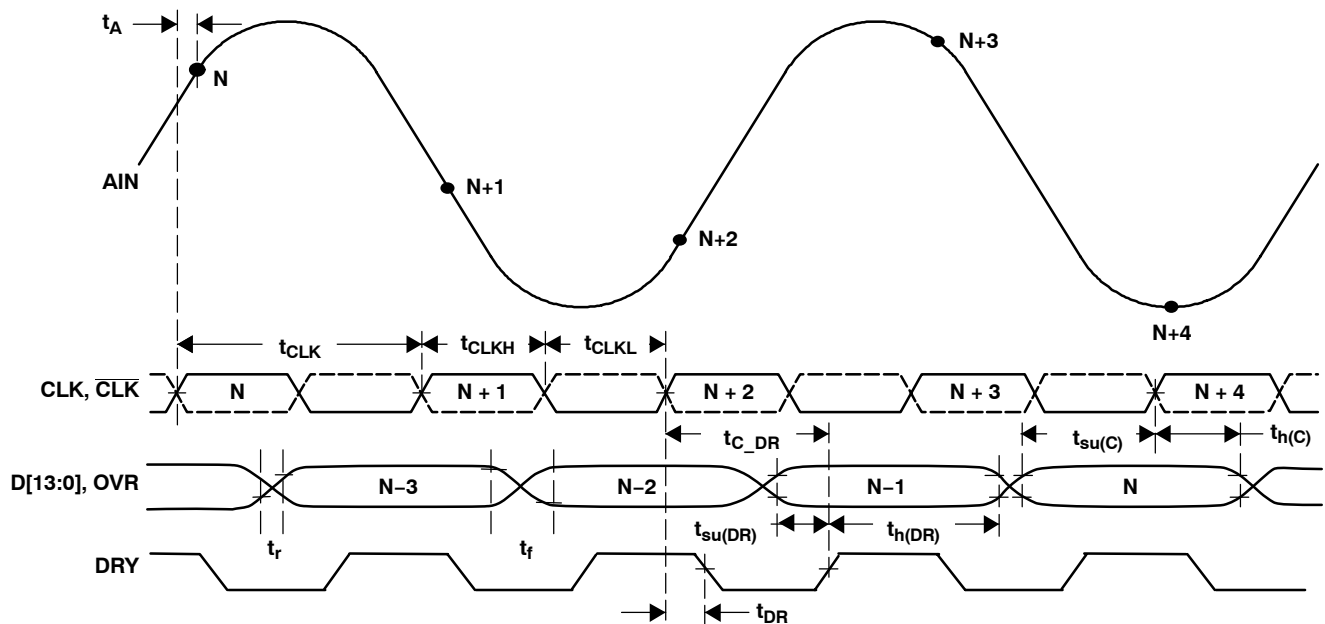 tA
N
N+3
AIN
N+1
N+2
N+4
tCLK
tCLKH
tCLKL
CLK, C̅L̅K̅
N
N + 1
N + 2
N + 3
N + 4
tC_DR
tsu(C)
th(C)
D[13:0], OVR
N−3
N−2
N−1
N
tr
tf
tsu(DR)
th(DR)
DRY
tDR